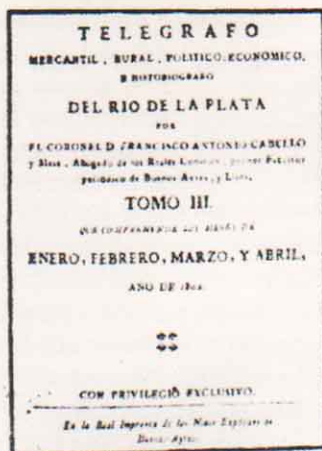 TELEGRAFO
MERCANTIL, RURAL, POLITICO-ECONOMICO,
E HISTORIOGRAFO
DEL RIO DE LA PLATA
POR
EL CORONEL D. FRANCISCO ANTONIO CABELLO
y Mesa, Abogado de los Reales primer Escritor
periodico de Buenos Ayres, y Lima.
TOMO III.
QUE COMPREHENDE LOS MESES DE
ENERO, FEBRERO, MARZO, Y ABRIL,
AÑO DE 1802.
CON PRIVILEGIO EXCLUSIVO.
En la Real Imprenta de los Niños Expósitos de
Buenos Ayres.